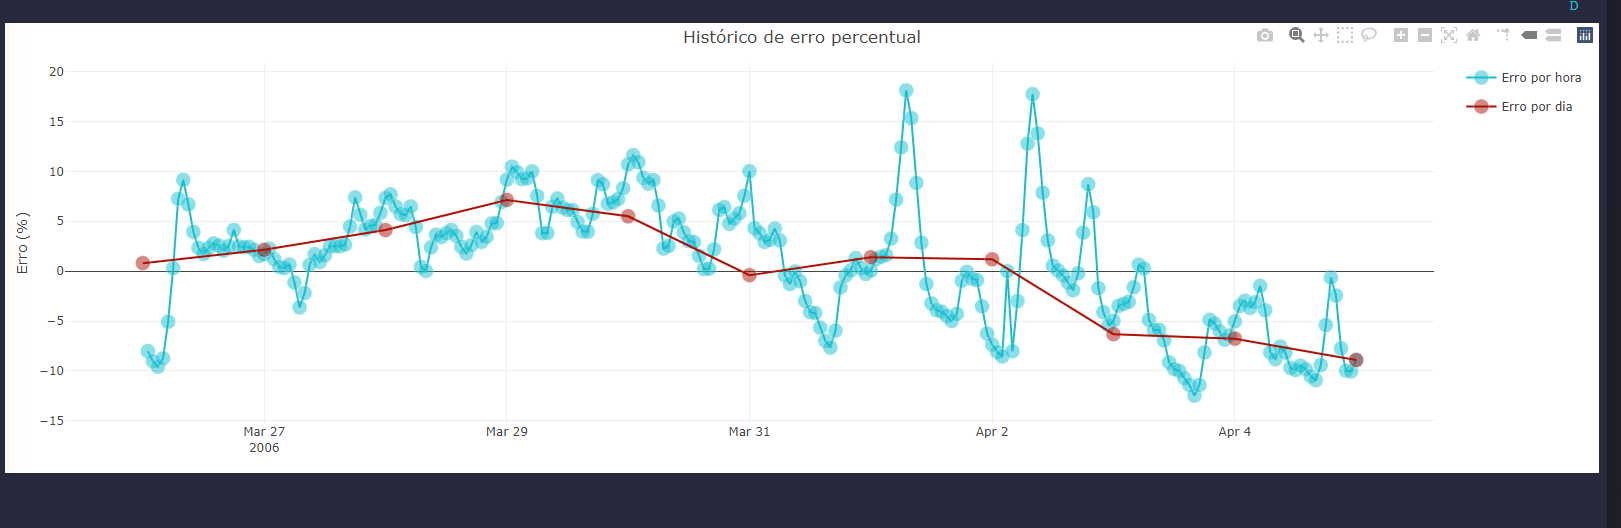 D
Histórico de erro percentual
Erro por hora
Erro por dia
Erro (%)
20
15
10
5
0
−5
−10
−15
Mar 27
2006
Mar 29
Mar 31
Apr 2
Apr 4